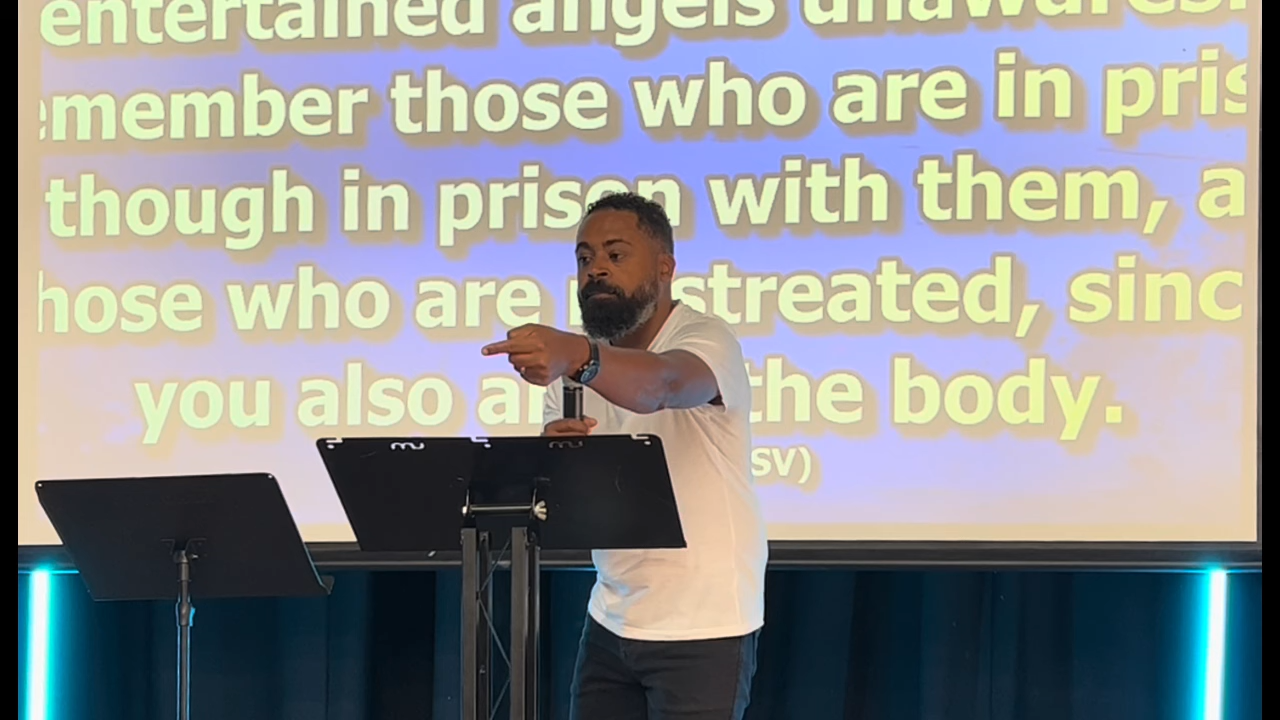 entertained angels unawares.
emember those who are in pris
though in prison with them, a
hose who are mistreated, sinc
you also are the body.
SV)